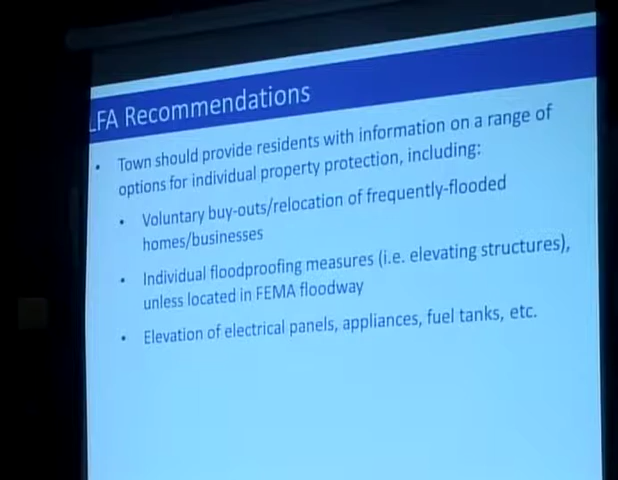 LFA Recommendations
• Town should provide residents with information on a range of
options for individual property protection, including:
• Voluntary buy-outs/relocation of frequently-flooded
homes/businesses
• Individual floodproofing measures (i.e. elevating structures),
unless located in FEMA floodway
• Elevation of electrical panels, appliances, fuel tanks, etc.